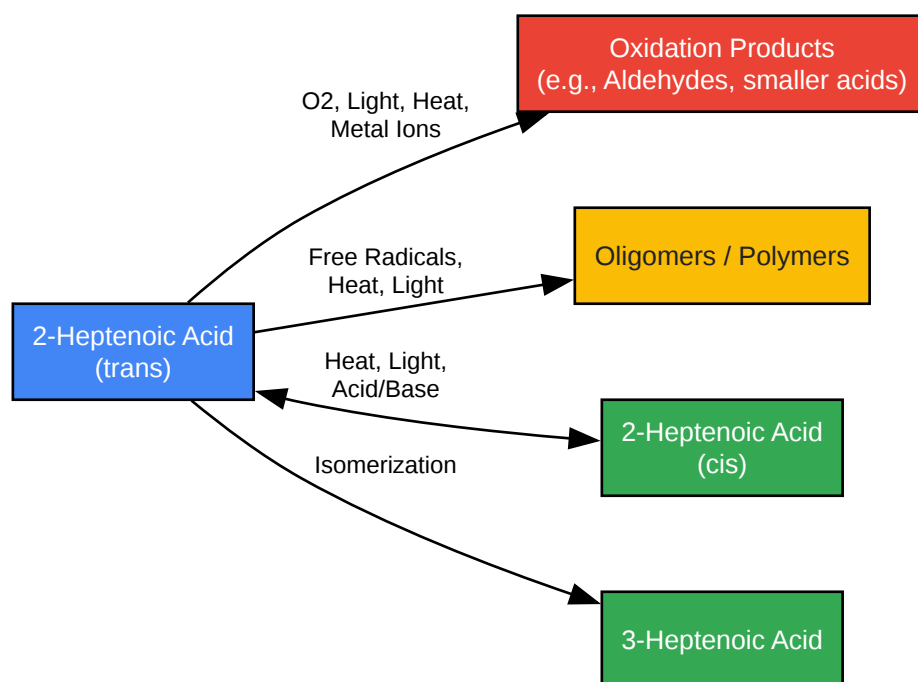 Oxidation Products
(e.g., Aldehydes, smaller acids)
O2, Light, Heat,
Metal Ions
Free Radicals,
Heat, Light
Oligomers / Polymers
2-Heptenoic Acid
(trans)
Heat, Light,
Acid/Base
2-Heptenoic Acid
(cis)
Isomerization
3-Heptenoic Acid